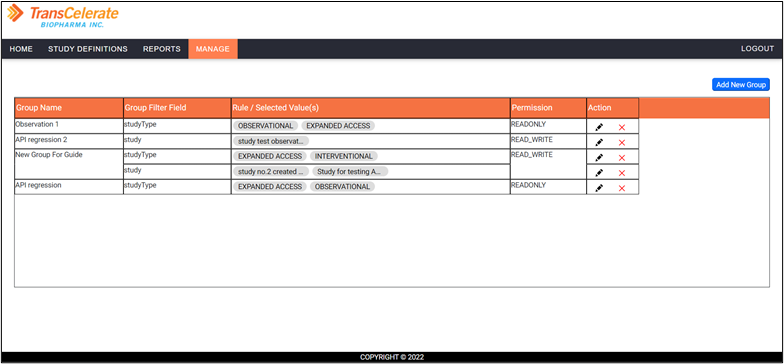 TransCelerate
BIOPHARMA INC.
HOME STUDY DEFINITIONS REPORTS MANAGE LOGOUT
Add New Group
Group Name Group Filter Field Rule / Selected Value(s) Permission Action
Observation 1 studyType OBSERVATIONAL EXPANDED ACCESS READONLY
API regression 2 study study test observat... READ_WRITE
New Group For Guide studyType EXPANDED ACCESS INTERVENTIONAL READ_WRITE
study study no.2 created ... Study for testing A...
API regression studyType EXPANDED ACCESS OBSERVATIONAL READONLY
COPYRIGHT © 2022